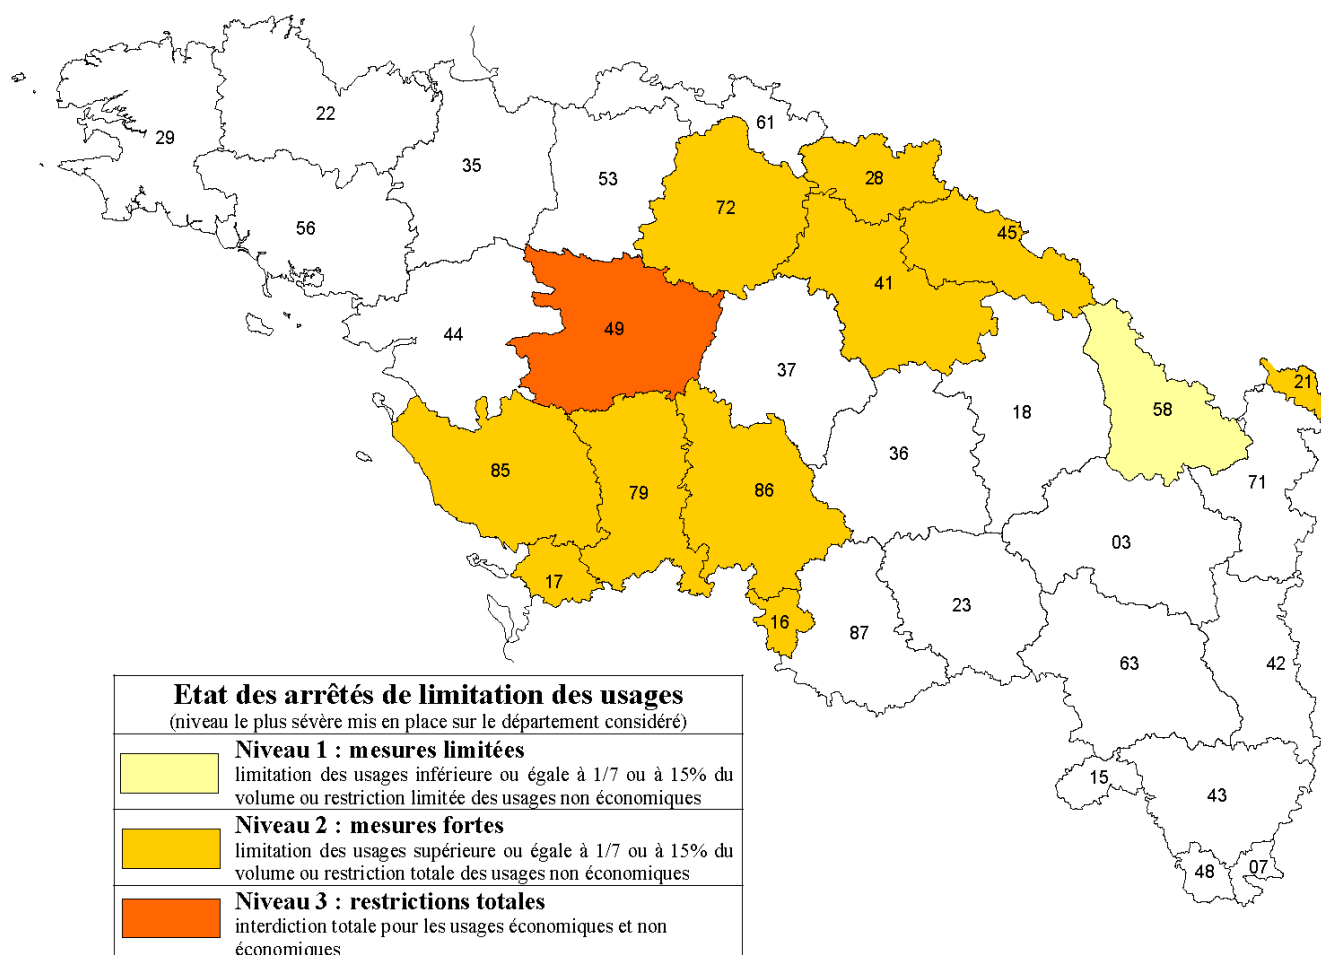 22
61
29
35
53
28
72
56
45
41
44
49
37
21
58
18
36
85
79
86
71
03
17
23
16
87
63
42
15
43
48
07
Etat des arrêtés de limitation des usages
(niveau le plus sévère mis en place sur le département considéré)
Niveau 1 : mesures limitées
limitation des usages inférieure ou égale à 1/7 ou à 15% du
volume ou restriction limitée des usages non économiques
Niveau 2 : mesures fortes
limitation des usages supérieure ou égale à 1/7 ou à 15% du
volume ou restriction totale des usages non économiques
Niveau 3 : restrictions totales
interdiction totale pour les usages économiques et non
économiques